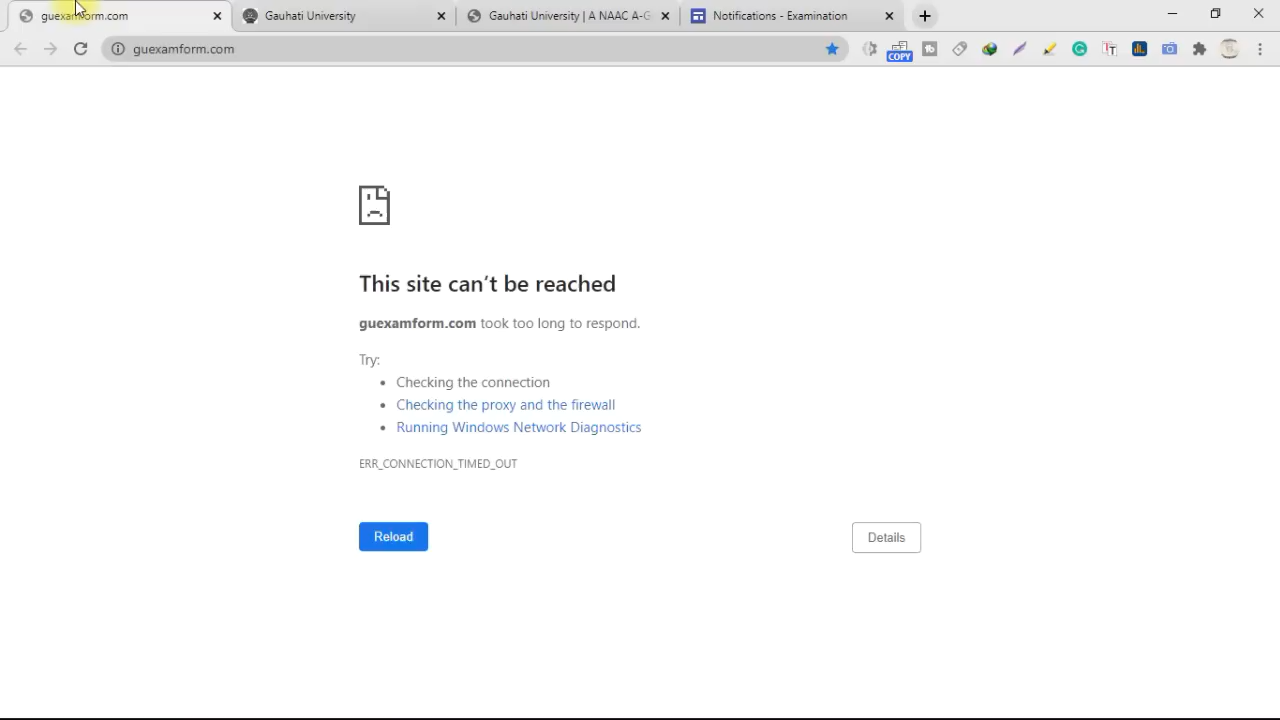 guexamform.com
Gauhati University
Gauhati University | A NAAC A-G
Notifications - Examination
guexamform.com
COPY
This site can't be reached
guexamform.com took too long to respond.
Try:
Checking the connection
Checking the proxy and the firewall
Running Windows Network Diagnostics
ERR_CONNECTION_TIMED_OUT
Reload
Details